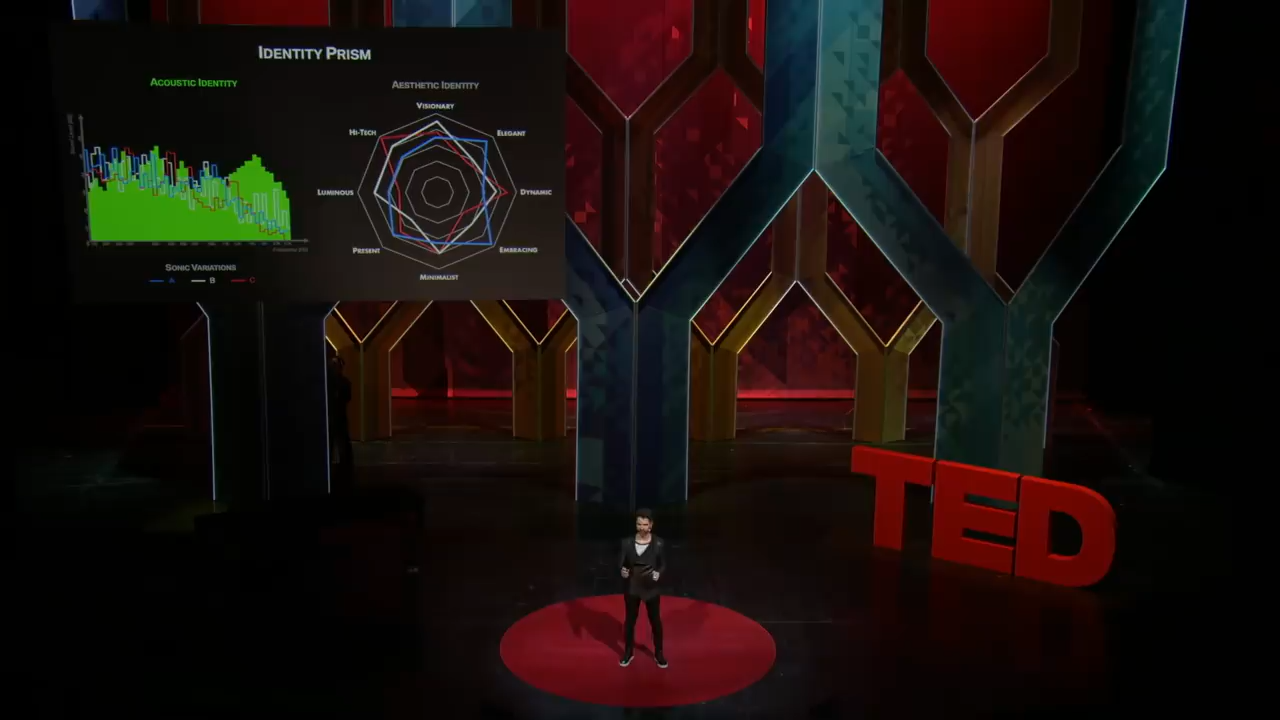 IDENTITY PRISM
ACOUSTIC IDENTITY
AESTHETIC IDENTITY
VISIONARY
HI-TECH
ELEGANT
LUMINOUS
DYNAMIC
PRESENT
EMBRACING
MINIMALIST
SONIC VARIATIONS
A B C
TED